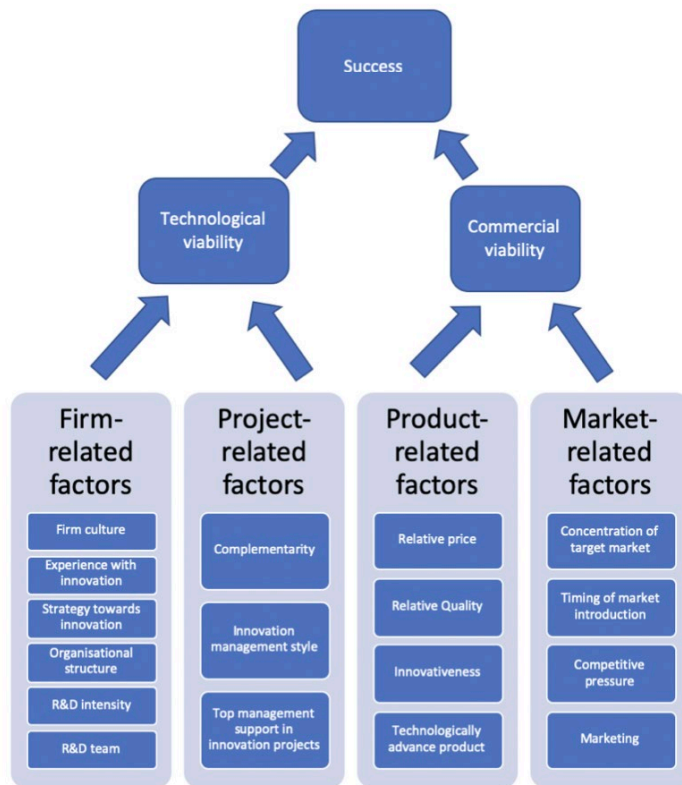 Success
Technological
viability
Commercial
viability
Firm-
related
factors
Firm culture
Experience with
innovation
Strategy towards
innovation
Organisational
structure
R&D intensity
R&D team
Project-
related
factors
Complementarity
Innovation
management style
Top management
support in
innovation projects
Product-
related
factors
Relative price
Relative Quality
Innovativeness
Technologically
advance product
Market-
related
factors
Concentration of
target market
Timing of market
introduction
Competitive
pressure
Marketing